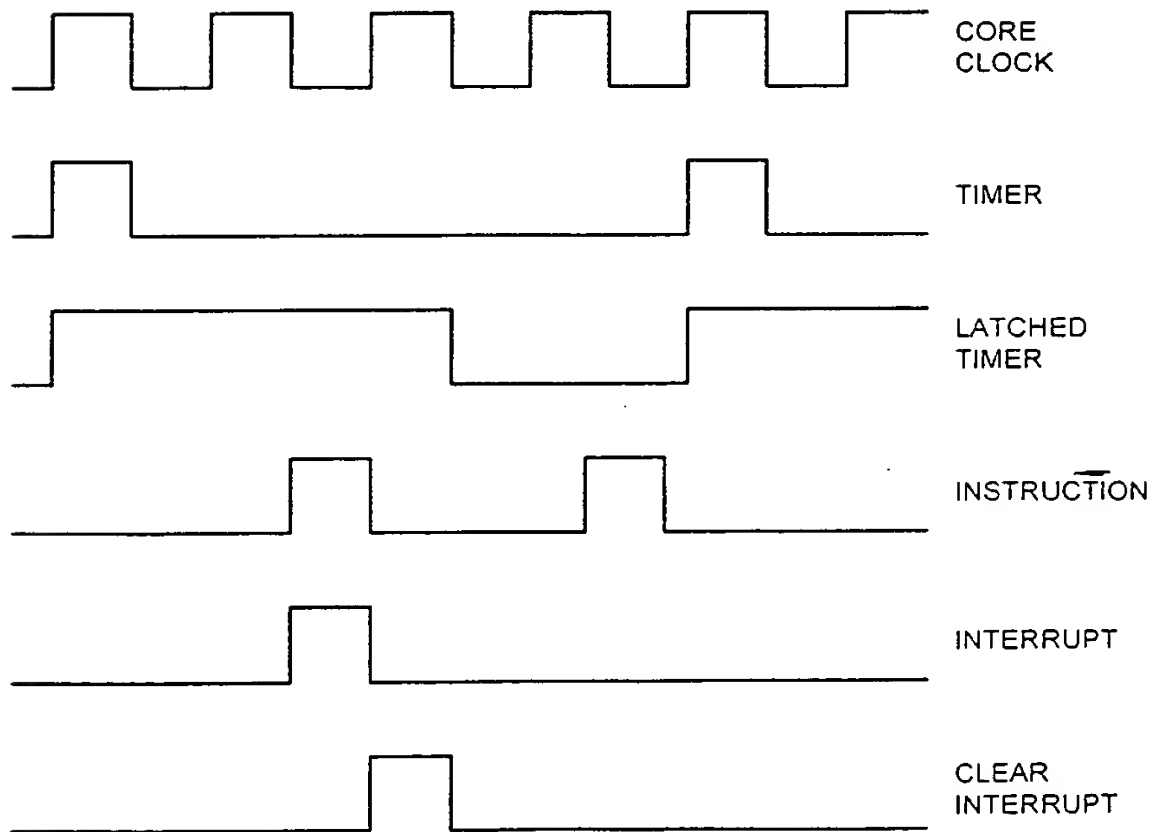 CORE
CLOCK
TIMER
LATCHED
TIMER
INSTRUCTION
INTERRUPT
CLEAR
INTERRUPT